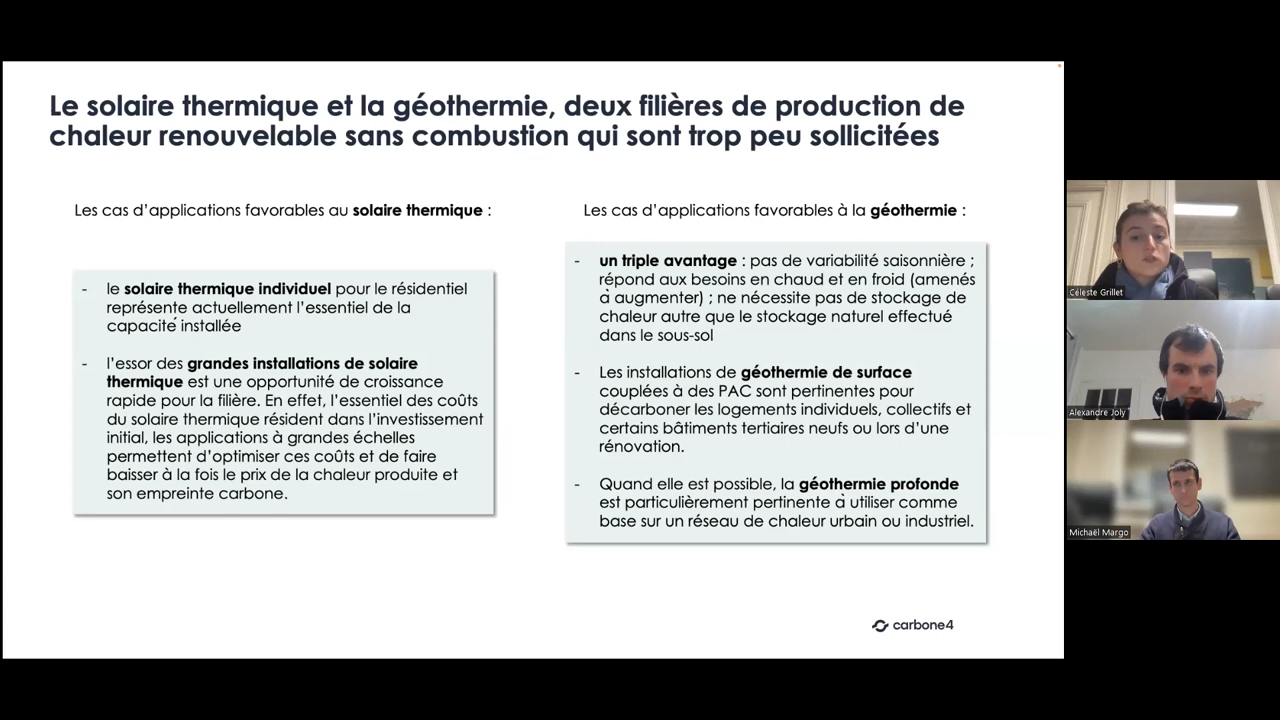 Le solaire thermique et la géothermie, deux filières de production de
chaleur renouvelable sans combustion qui sont trop peu sollicitées
Les cas d'applications favorables au solaire thermique :
- le solaire thermique individuel pour le résidentiel
représente actuellement l'essentiel de la
capacité installée
- l'essor des grandes installations de solaire
thermique est une opportunité de croissance
rapide pour la filière. En effet, l'essentiel des coûts
du solaire thermique résident dans l'investissement
initial, les applications à grandes échelles
permettent d'optimiser ces coûts et de faire
baisser à la fois le prix de la chaleur produite et
son empreinte carbone.
Les cas d'applications favorables à la géothermie :
- un triple avantage : pas de variabilité saisonnière ;
répond aux besoins en chaud et en froid (amenés
à augmenter) ; ne nécessite pas de stockage de
chaleur autre que le stockage naturel effectué
dans le sous-sol
- Les installations de géothermie de surface
couplées à des PAC sont pertinentes pour
décarboner les logements individuels, collectifs et
certains bâtiments tertiaires neufs ou lors d'une
rénovation.
- Quand elle est possible, la géothermie profonde
est particulièrement pertinente à utiliser comme
base sur un réseau de chaleur urbain ou industriel.
carbone4
Céleste Grillet
Alexandre Joly
Michaël Margo